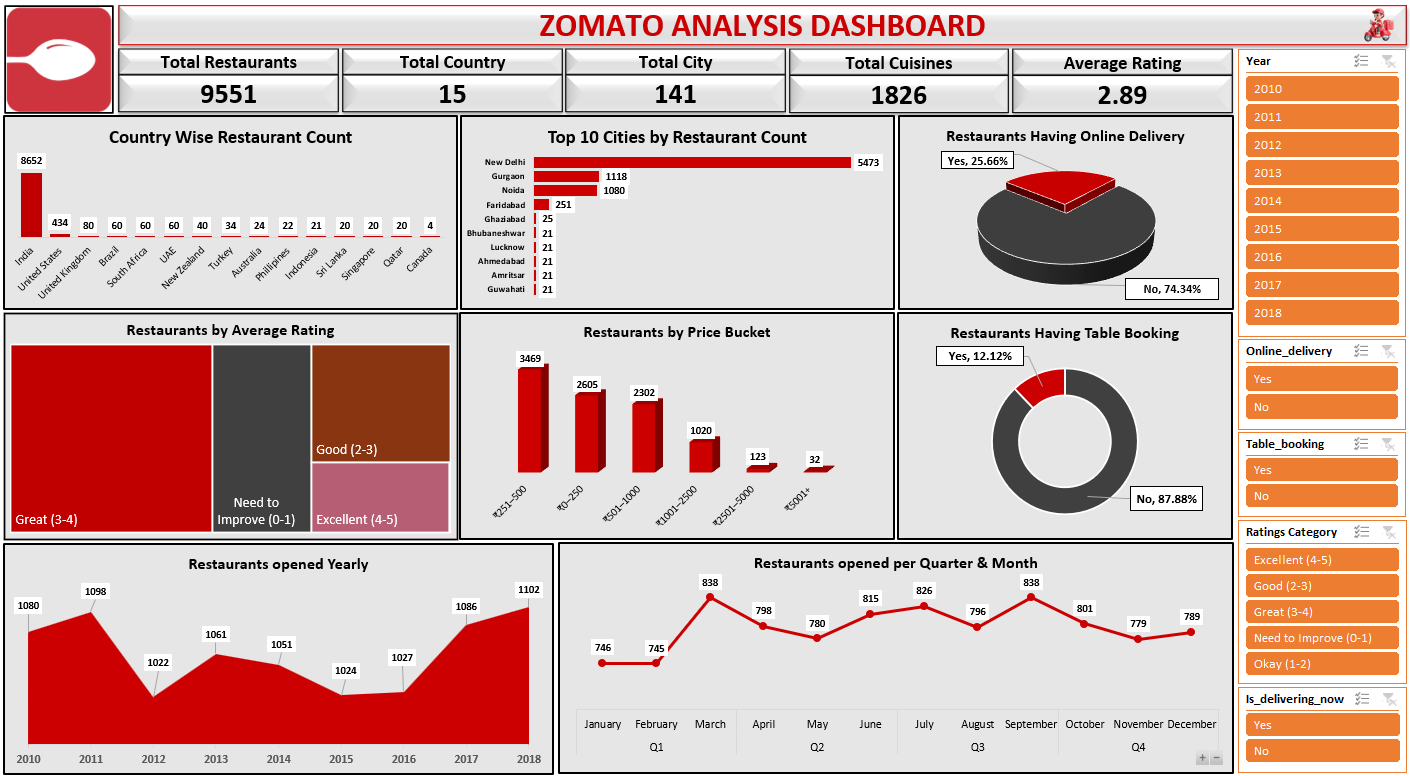 ZOMATO ANALYSIS DASHBOARD
Total Restaurants
9551
Total Country
15
Total City
141
Total Cuisines
1826
Average Rating
2.89
Country Wise Restaurant Count
8652 434 80 60 60 60 40 34 24 22 21 20 20 20 4
India United States United Kingdom Brazil South Africa UAE New Zealand Turkey Australia Phillipines Indonesia Sri Lanka Singapore Qatar Canada
Top 10 Cities by Restaurant Count
New Delhi 5473
Gurgaon 1118
Noida 1080
Faridabad 251
Ghaziabad 25
Bhubaneshwar 21
Lucknow 21
Ahmedabad 21
Amritsar 21
Guwahati 21
Restaurants Having Online Delivery
Yes, 25.66%
No, 74.34%
Restaurants by Average Rating
Great (3-4)
Need to
Improve (0-1)
Good (2-3)
Excellent (4-5)
Restaurants by Price Bucket
3469 2605 2302 1020 123 32
₹251–500 ₹0–250 ₹501–1000 ₹1001–2500 ₹2501–5000 ₹5001+
Restaurants Having Table Booking
Yes, 12.12%
No, 87.88%
Restaurants opened Yearly
1080 1098 1022 1061 1051 1024 1027 1086 1102
2010 2011 2012 2013 2014 2015 2016 2017 2018
Restaurants opened per Quarter & Month
746 745 838 798 780 815 826 796 838 801 779 789
January February March April May June July August September October November December
Q1 Q2 Q3 Q4
Year
2010
2011
2012
2013
2014
2015
2016
2017
2018
Online_delivery
Yes
No
Table_booking
Yes
No
Ratings Category
Excellent (4-5)
Good (2-3)
Great (3-4)
Need to Improve (0-1)
Okay (1-2)
Is_delivering_now
Yes
No